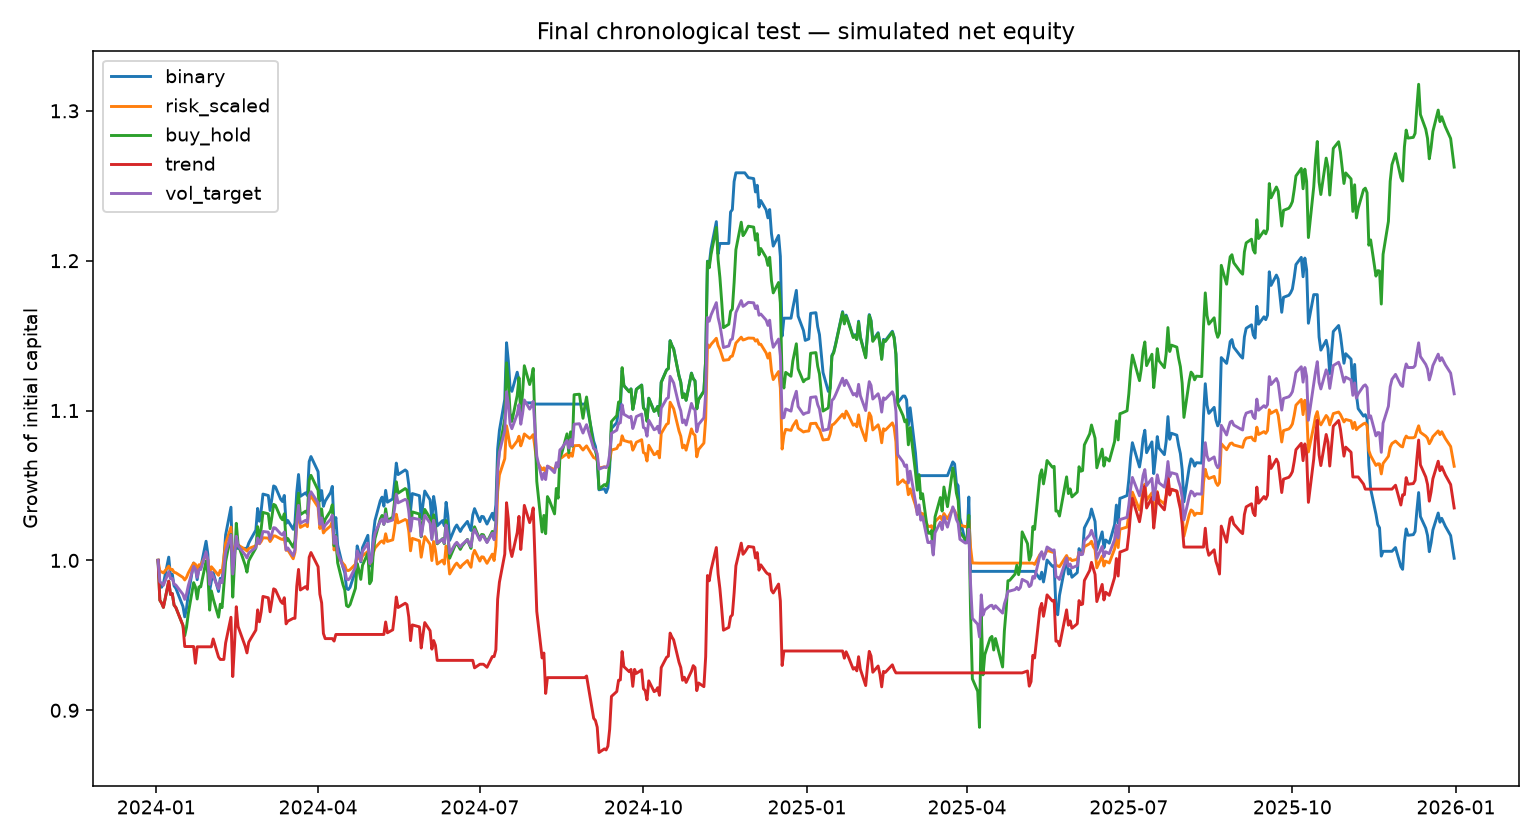 Final chronological test — simulated net equity
binary
risk_scaled
buy_hold
trend
vol_target
Growth of initial capital
1.3
1.2
1.1
1.0
0.9
2024-01
2024-04
2024-07
2024-10
2025-01
2025-04
2025-07
2025-10
2026-01